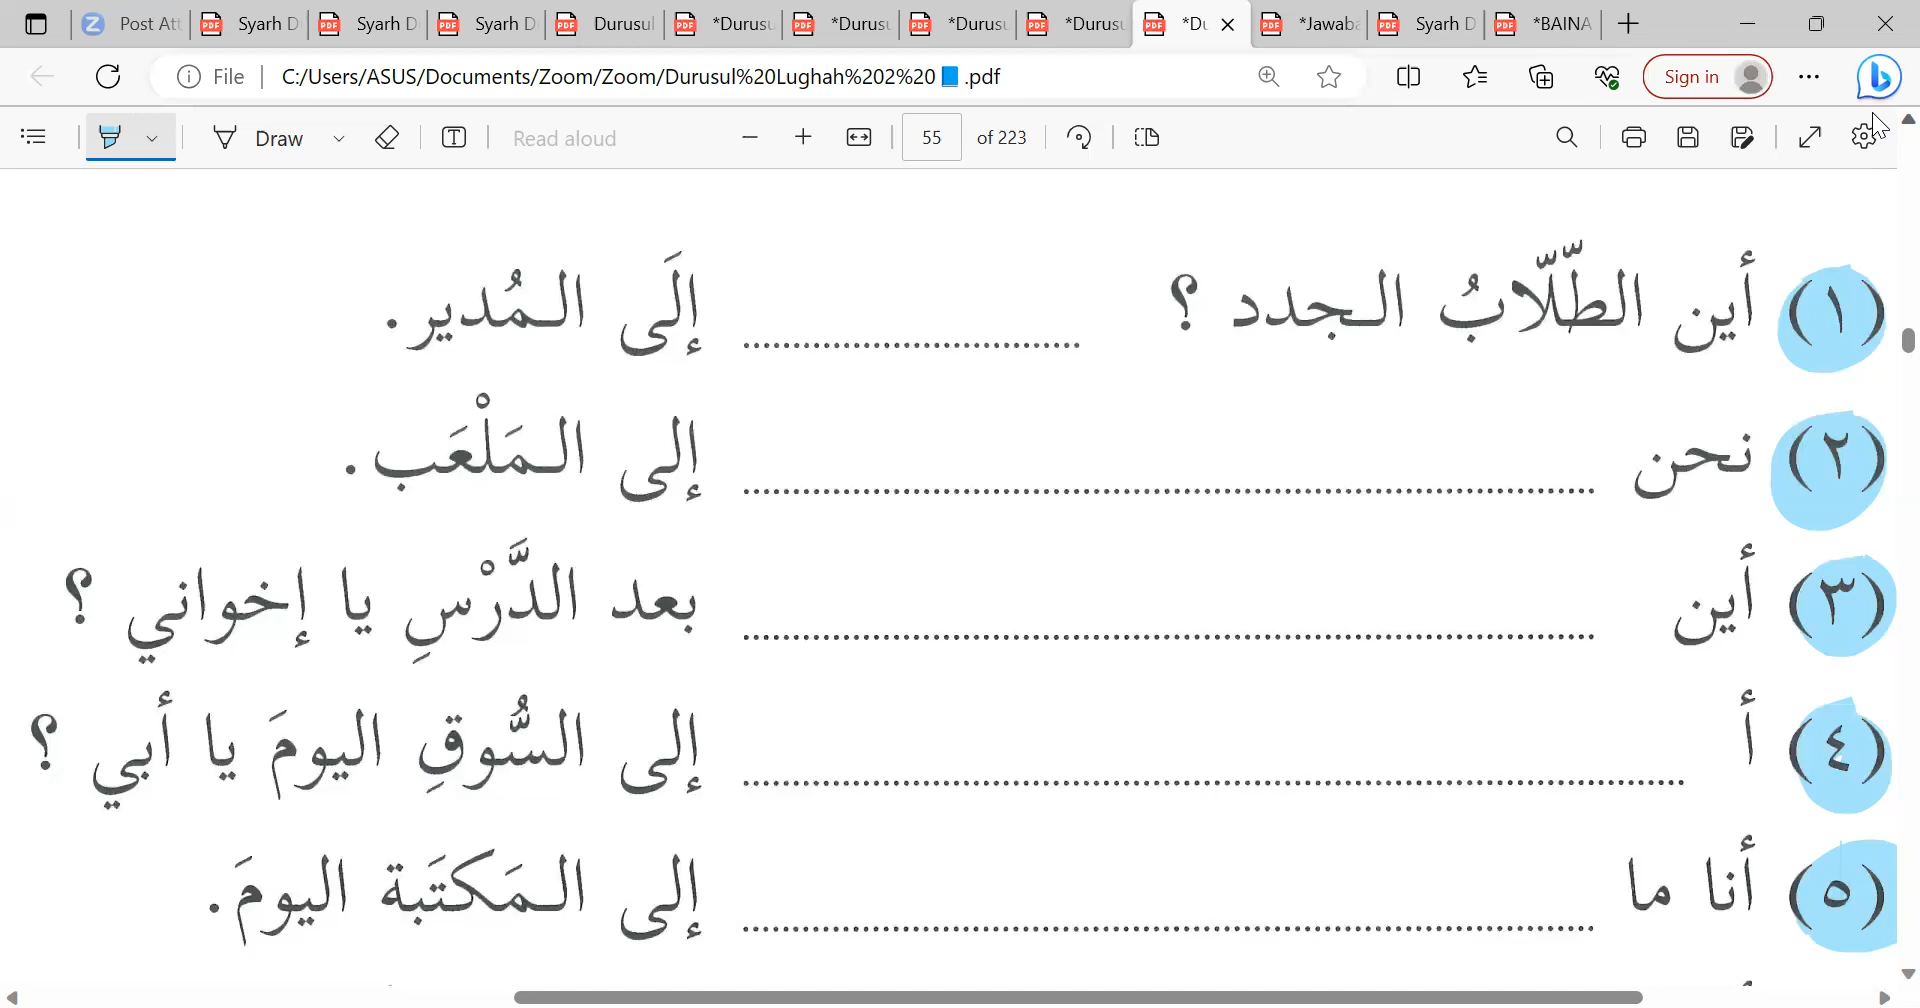 Post Att Syarh D Syarh D Syarh D Durusul *Durusu *Durusu *Durusu *Durusu *Du *Jawaba Syarh D *BAINA
File C:/Users/ASUS/Documents/Zoom/Zoom/Durusul%20Lughah%202%20📘.pdf Sign in
Draw Read aloud 55 of 223
(١) أين الطّلّابُ الجدد ؟ ............................ إلَى المُدير.
(٢) نحن ............................ إلى المَلْعَب.
(٣) أين ............................ بعد الدَّرْسِ يا إخواني ؟
(٤) أ ............................ إلى السُّوقِ اليومَ يا أبي ؟
(٥) أنا ما ............................ إلى المَكتَبة اليومَ.